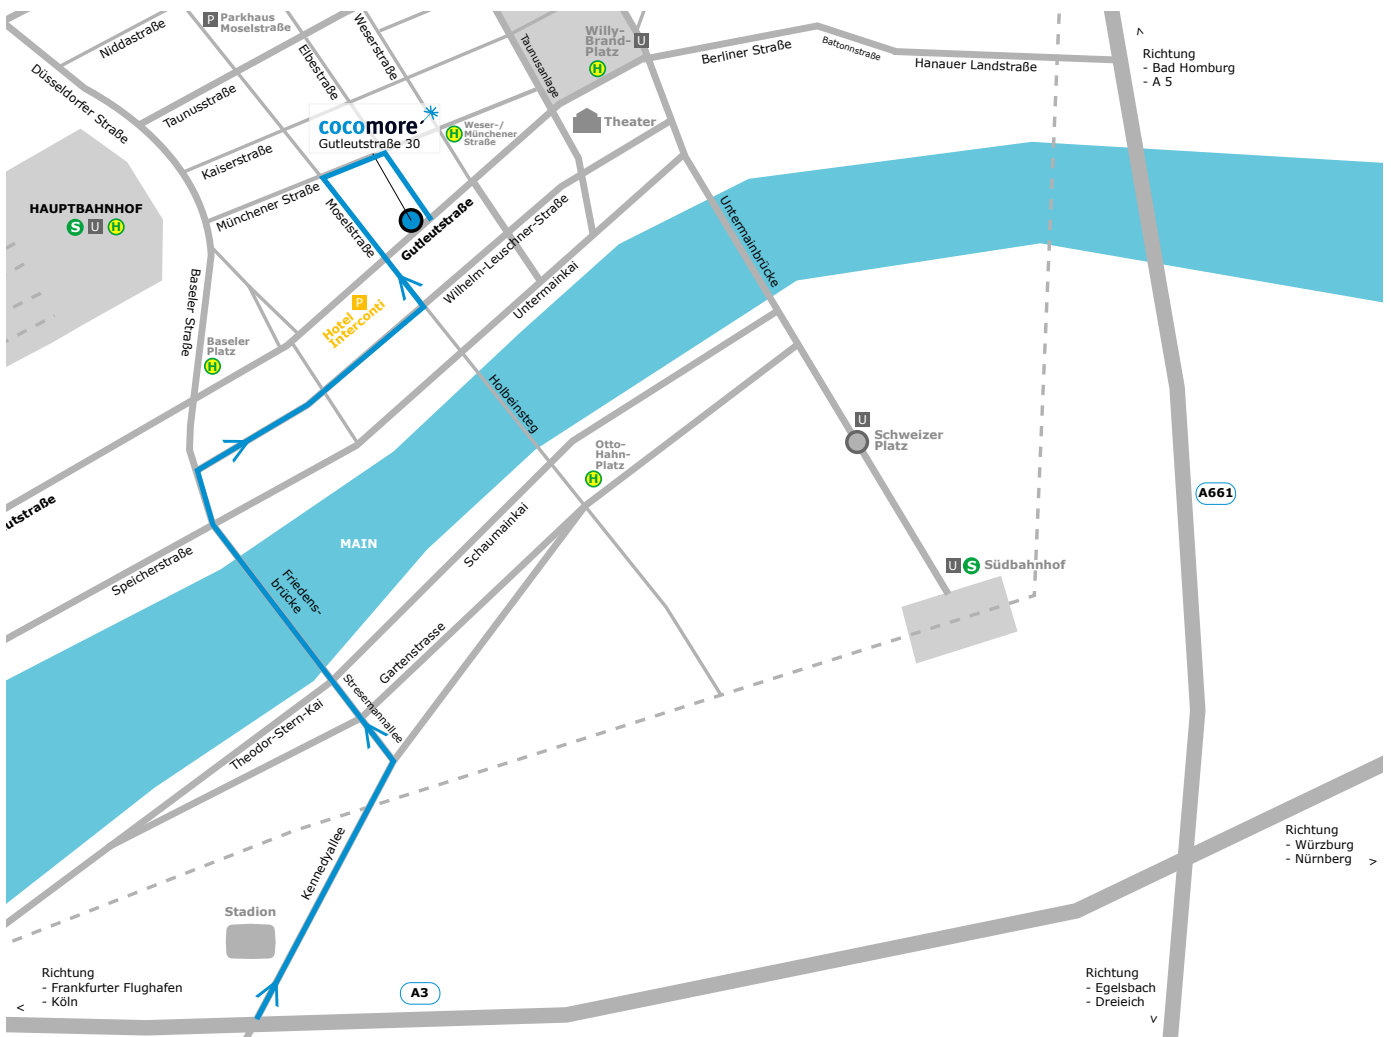 P Parkhaus
Moselstraße
Niddastraße
Düsseldorfer Straße
Taunusstraße
Elbestraße
Weserstraße
Taunusanlage
Willy-
Brand-
Platz
U
H
Berliner Straße
Battonnstraße
Hanauer Landstraße
Richtung
- Bad Homburg
- A 5
cocomore
Gutleutstraße 30
H
Weser-/
Münchener
Straße
Theater
Kaiserstraße
Münchener Straße
HAUPTBAHNHOF
S U H
Moselstraße
Gutleutstraße
Wilhelm-Leuschner-Straße
Untermainkai
Untermainbrücke
Baseler Straße
Baseler
Platz
H
P
Hotel
Interconti
Holbeinsteg
Otto-
Hahn-
Platz
H
U
Schweizer
Platz
A661
utstraße
MAIN
Speicherstraße
Friedens-
brücke
Schaumainkai
U S Südbahnhof
Gartenstrasse
Stresemannallee
Theodor-Stern-Kai
Kennedyallee
Stadion
Richtung
- Würzburg
- Nürnberg >
Richtung
- Frankfurter Flughafen
- Köln
<
A3
Richtung
- Egelsbach
- Dreieich